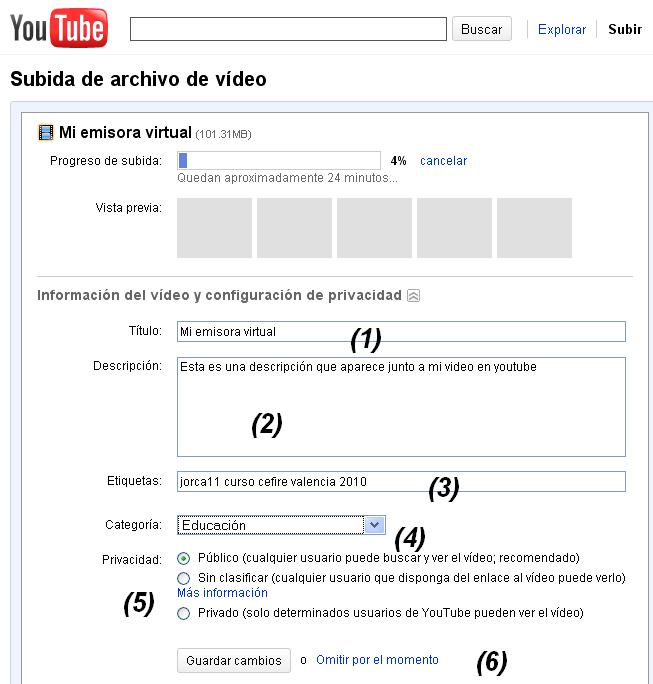 YouTube Buscar Explorar Subir
Subida de archivo de vídeo
Mi emisora virtual (101.31MB)
Progreso de subida: 4% cancelar
Quedan aproximadamente 24 minutos...
Vista previa:
Información del vídeo y configuración de privacidad
Título: Mi emisora virtual (1)
Descripción: Esta es una descripción que aparece junto a mi video en youtube
(2)
Etiquetas: jorca11 curso cefire valencia 2010 (3)
Categoría: Educación (4)
Privacidad: Público (cualquier usuario puede buscar y ver el vídeo; recomendado)
Sin clasificar (cualquier usuario que disponga del enlace al vídeo puede verlo)
Más información
(5) Privado (solo determinados usuarios de YouTube pueden ver el vídeo)
Guardar cambios o Omitir por el momento (6)